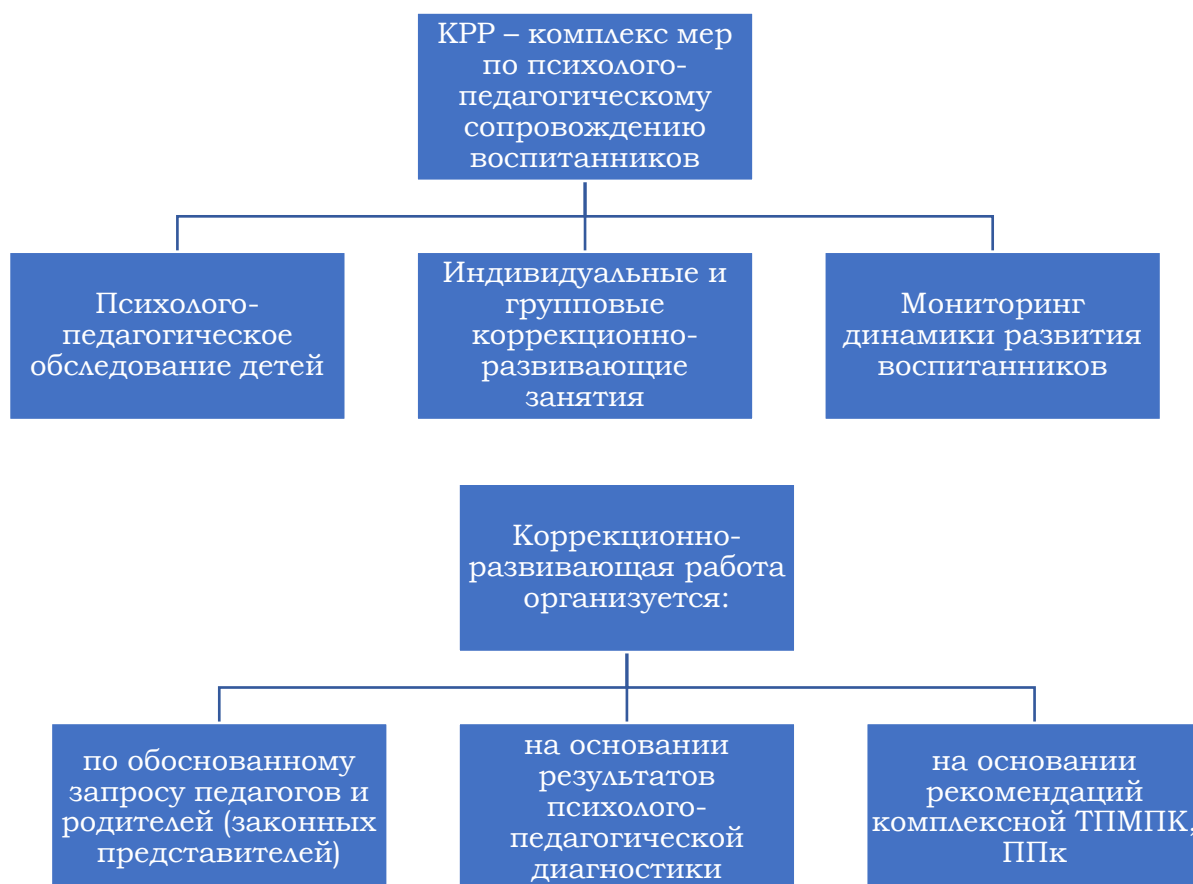 КРР – комплекс мер
по психолого-
педагогическому
сопровождению
воспитанников
Психолого-
педагогическое
обследование детей
Индивидуальные и
групповые
коррекционно-
развивающие
занятия
Мониторинг
динамики развития
воспитанников
Коррекционно-
развивающая работа
организуется:
по обоснованному
запросу педагогов и
родителей (законных
представителей)
на основании
результатов
психолого-
педагогической
диагностики
на основании
рекомендаций
комплексной ТПМПК,
ППк